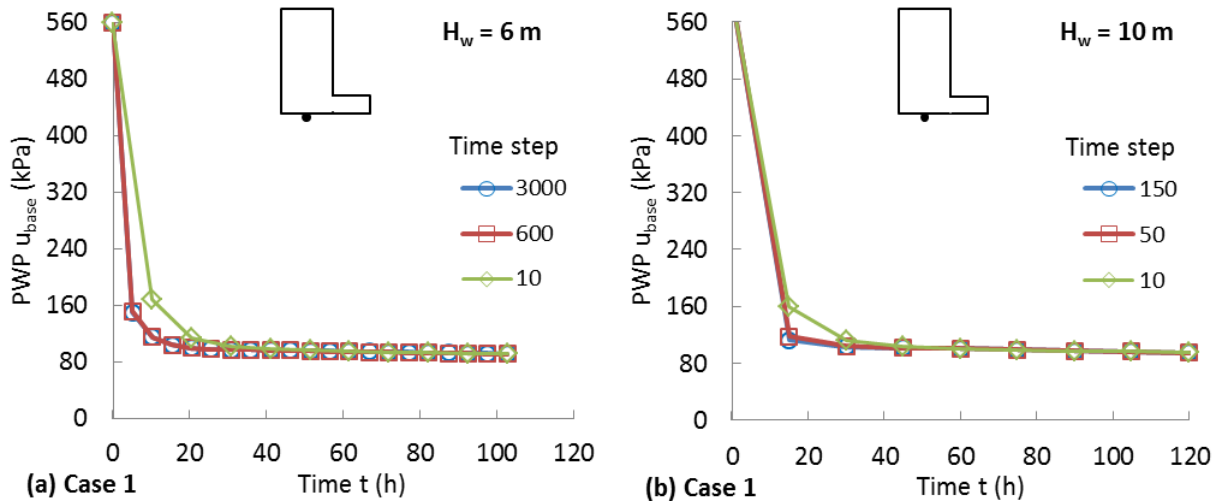 560
480
400
320
240
160
80
0
PWP u_base (kPa)
H_w = 6 m
Time step
3000
600
10
0 20 40 60 80 100 120
(a) Case 1
Time t (h)
560
480
400
320
240
160
80
0
PWP u_base (kPa)
H_w = 10 m
Time step
150
50
10
0 20 40 60 80 100 120
(b) Case 1
Time t (h)